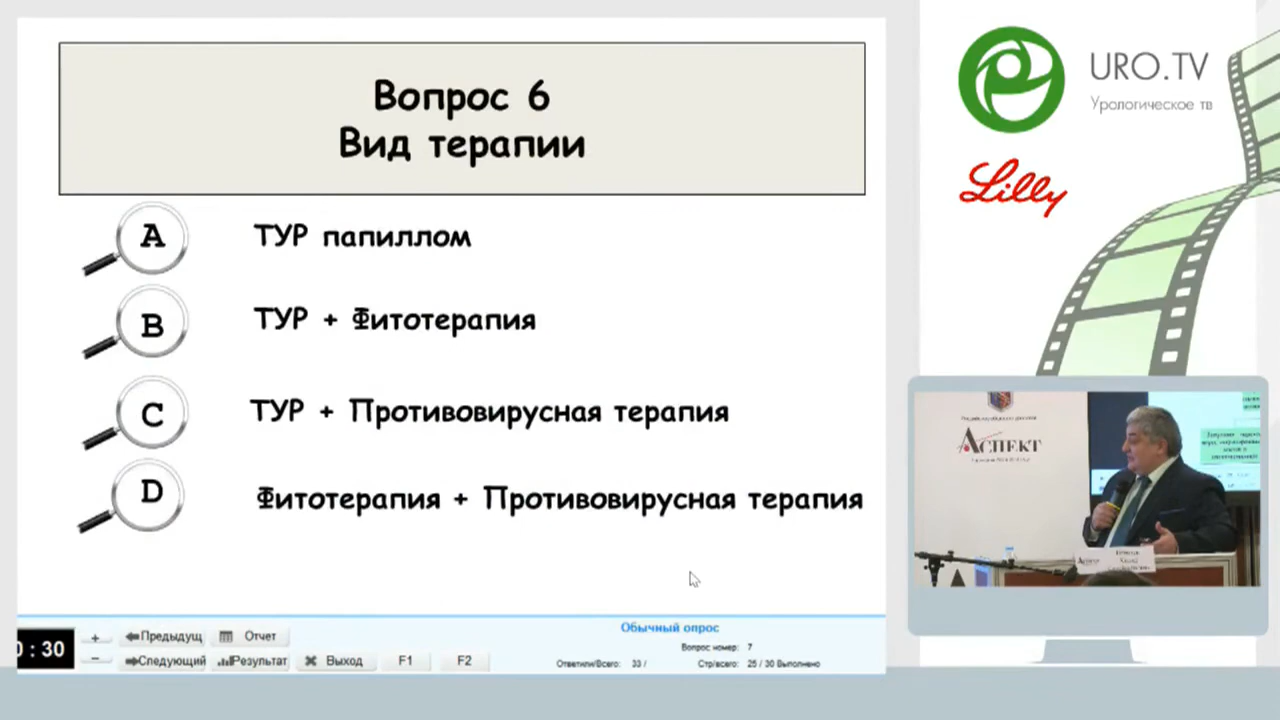 Вопрос 6
Вид терапии
A
ТУР папиллом
B
ТУР + Фитотерапия
C
ТУР + Противовирусная терапия
D
Фитотерапия + Противовирусная терапия
: 30
+
−
Предыдущ
Отчет
Следующий
Результат
Выход
F1
F2
Обычный опрос
Вопрос номер: 7
Ответили/Всего: 33 /
Стр/всего: 25 / 30 Выполнено
URO.TV
Урологическое тв
Lilly
АСПЕКТ